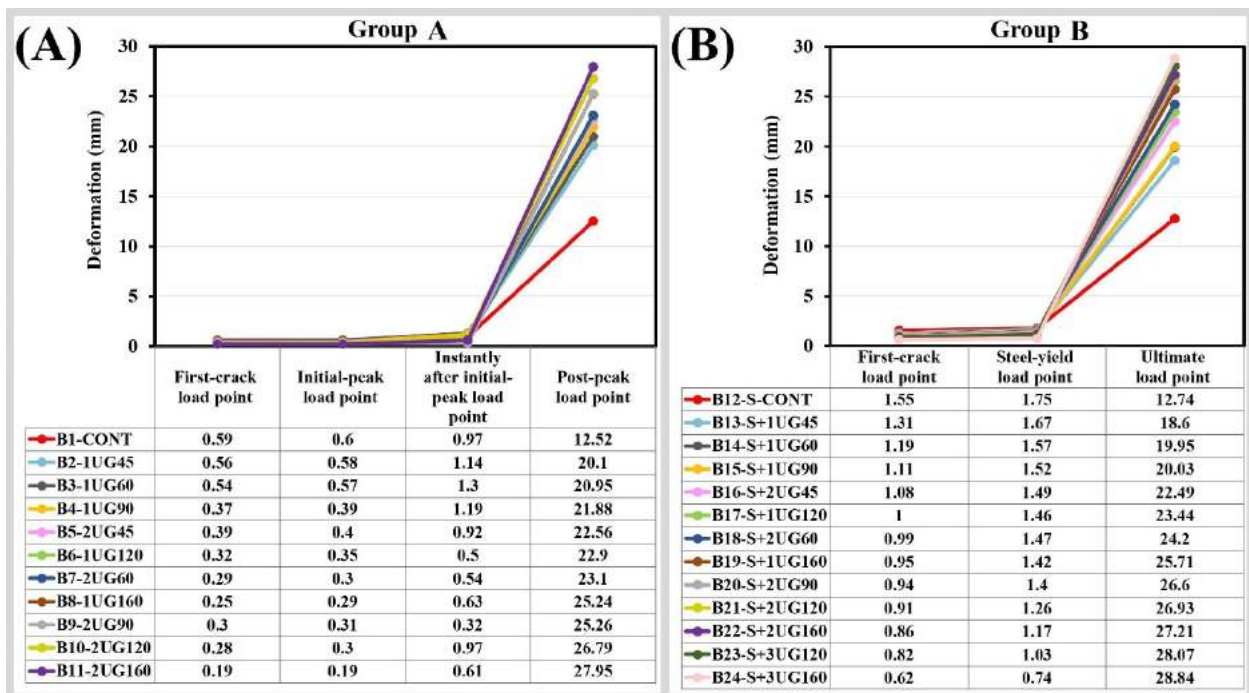 (A)
Group A
Deformation (mm)
30
25
20
15
10
5
0
First-crack load point Initial-peak load point Instantly after initial-peak load point Post-peak load point
B1-CONT 0.59 0.6 0.97 12.52
B2-1UG45 0.56 0.58 1.14 20.1
B3-1UG60 0.54 0.57 1.3 20.95
B4-1UG90 0.37 0.39 1.19 21.88
B5-2UG45 0.39 0.4 0.92 22.56
B6-1UG120 0.32 0.35 0.5 22.9
B7-2UG60 0.29 0.3 0.54 23.1
B8-1UG160 0.25 0.29 0.63 25.24
B9-2UG90 0.3 0.31 0.32 25.26
B10-2UG120 0.28 0.3 0.97 26.79
B11-2UG160 0.19 0.19 0.61 27.95
(B)
Group B
Deformation (mm)
30
25
20
15
10
5
0
First-crack load point Steel-yield load point Ultimate load point
B12-S-CONT 1.55 1.75 12.74
B13-S+1UG45 1.31 1.67 18.6
B14-S+1UG60 1.19 1.57 19.95
B15-S+1UG90 1.11 1.52 20.03
B16-S+2UG45 1.08 1.49 22.49
B17-S+1UG120 1 1.46 23.44
B18-S+2UG60 0.99 1.47 24.2
B19-S+1UG160 0.95 1.42 25.71
B20-S+2UG90 0.94 1.4 26.6
B21-S+2UG120 0.91 1.26 26.93
B22-S+2UG160 0.86 1.17 27.21
B23-S+3UG120 0.82 1.03 28.07
B24-S+3UG160 0.62 0.74 28.84